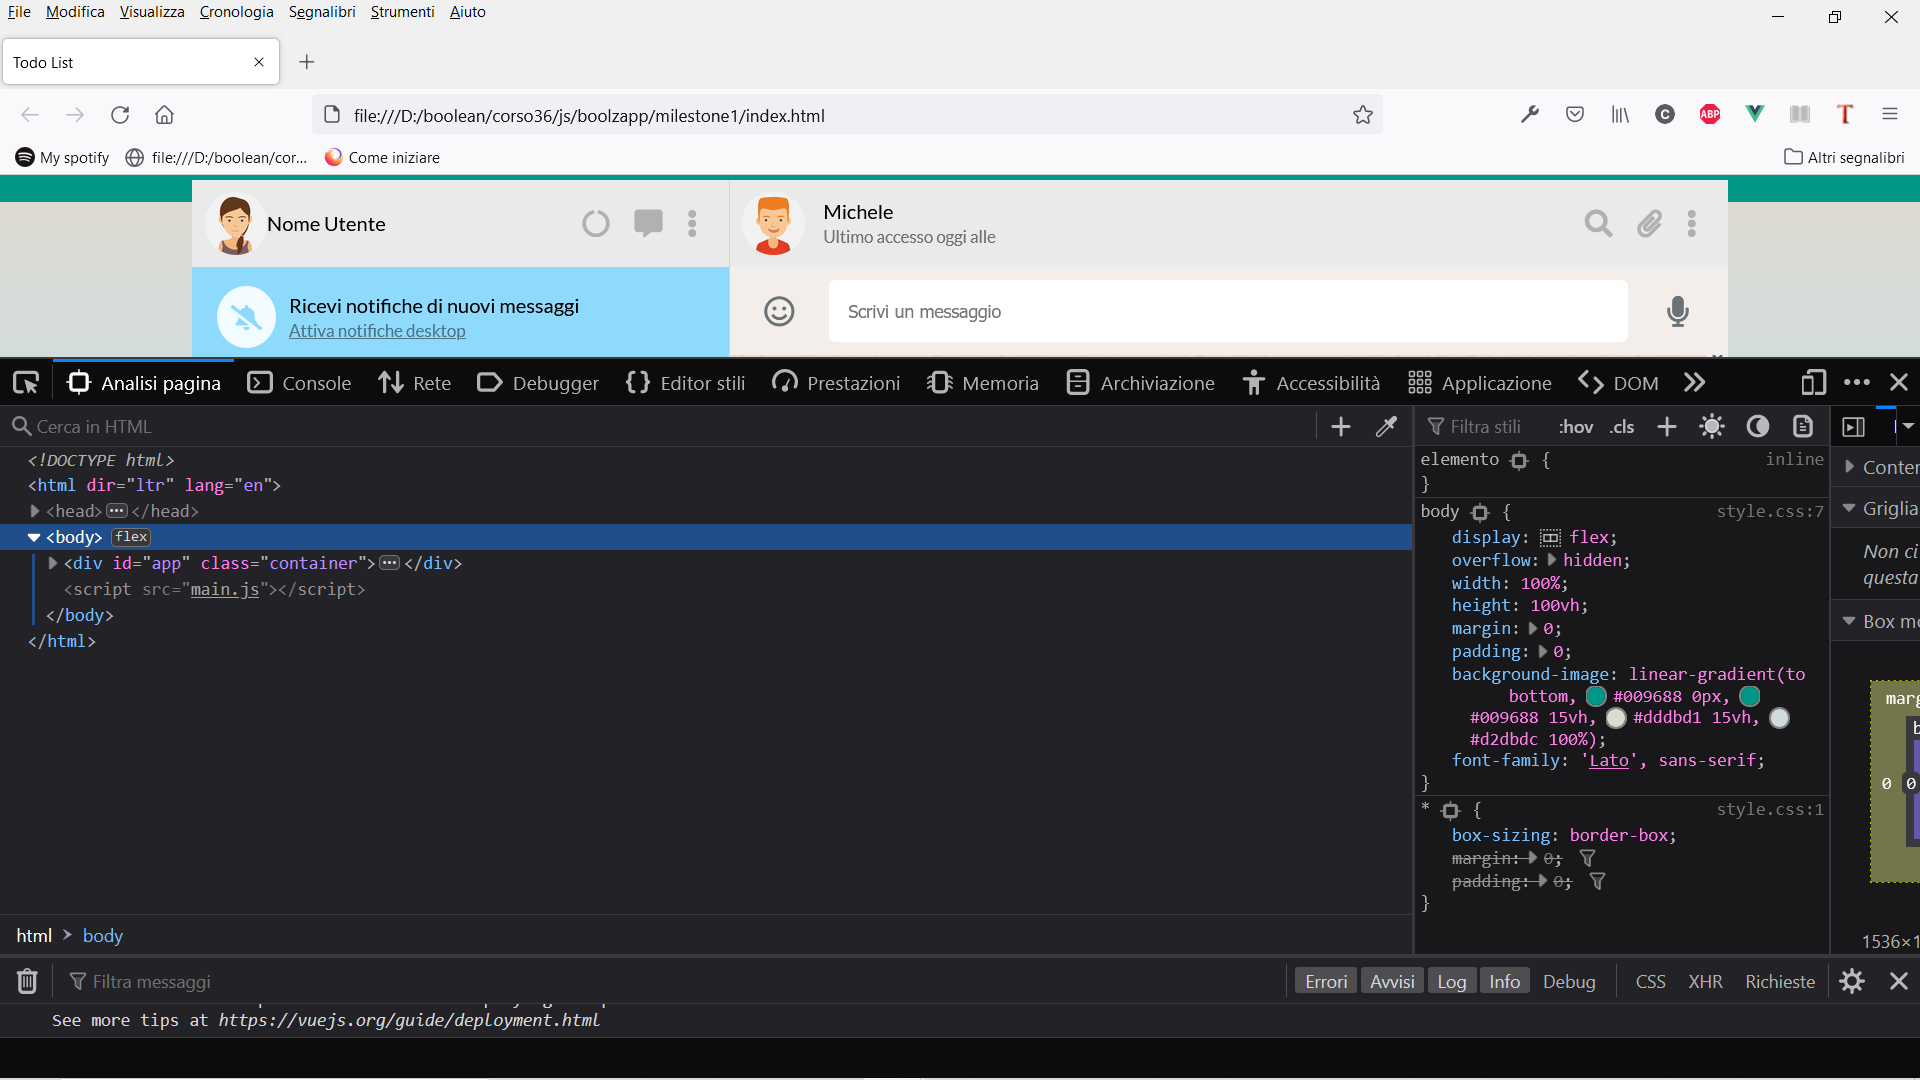 File Modifica Visualizza Cronologia Segnalibri Strumenti Aiuto
Todo List
file:///D:/boolean/corso36/js/boolzapp/milestone1/index.html
C ABP T
My spotify file:///D:/boolean/cor... Come iniziare Altri segnalibri
Nome Utente
Michele
Ultimo accesso oggi alle
Ricevi notifiche di nuovi messaggi
Attiva notifiche desktop
Scrivi un messaggio
Analisi pagina Console Rete Debugger Editor stili Prestazioni Memoria Archiviazione Accessibilità Applicazione DOM
Cerca in HTML
<!DOCTYPE html>
<html dir="ltr" lang="en">
<head>···</head>
<body> flex
<div id="app" class="container">···</div>
<script src="main.js"></script>
</body>
</html>
html > body
Filtra stili :hov .cls +
elemento {
inline
}
body {
style.css:7
display: flex;
overflow: hidden;
width: 100%;
height: 100vh;
margin: 0;
padding: 0;
background-image: linear-gradient(to
bottom, #009688 0px,
#009688 15vh, #dddbd1 15vh,
#d2dbdc 100%);
font-family: 'Lato', sans-serif;
}
* {
style.css:1
box-sizing: border-box;
margin: 0;
padding: 0;
}
Conter
Griglia
Non ci
questa
Box mo
marg
b
0 0
1536×1
Filtra messaggi
Errori Avvisi Log Info Debug CSS XHR Richieste
See more tips at https://vuejs.org/guide/deployment.html